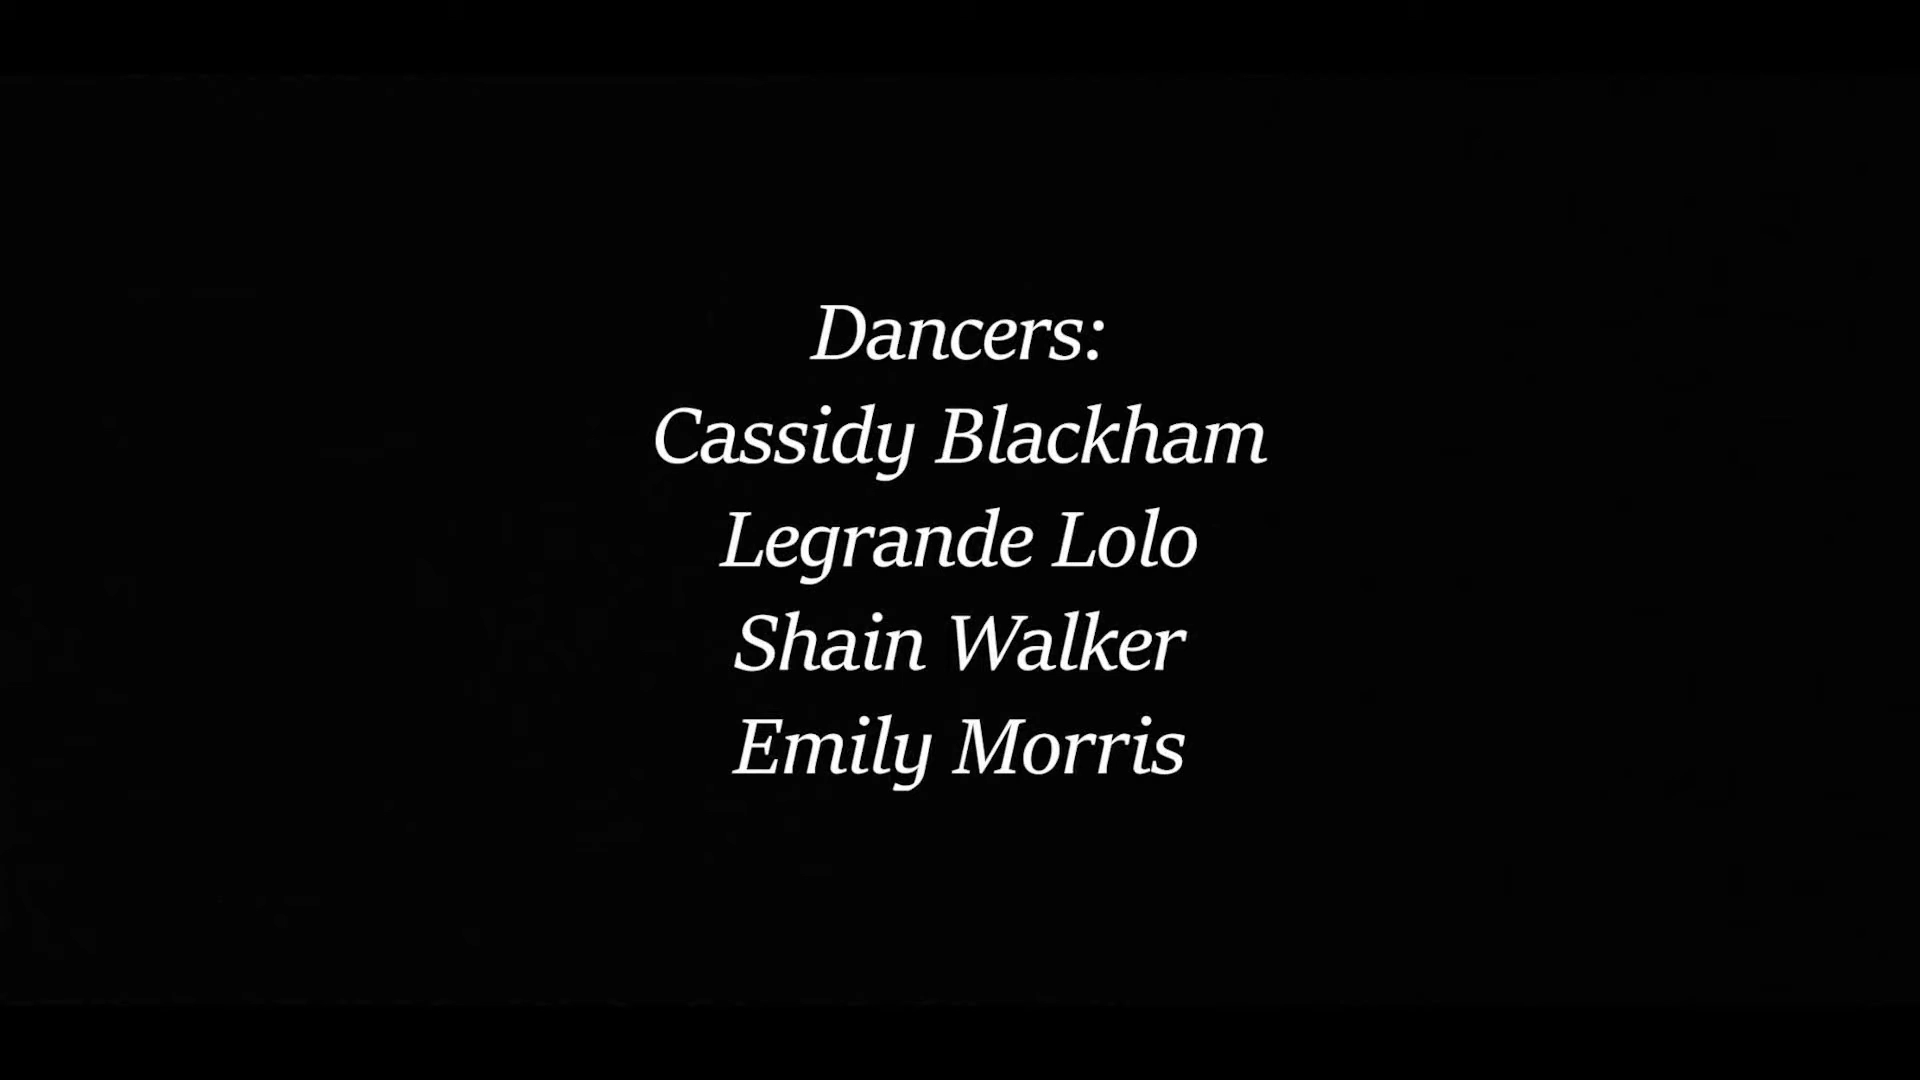 Dancers:
Cassidy Blackham
Legrande Lolo
Shain Walker
Emily Morris